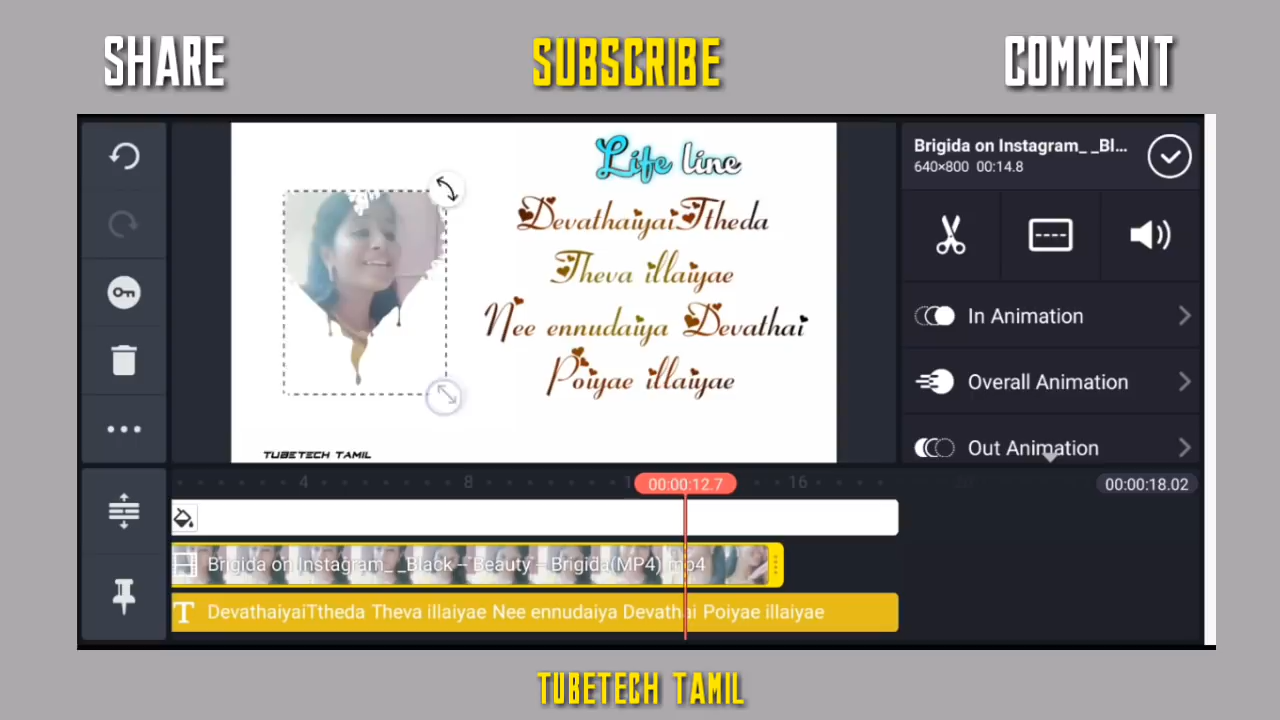 SHARE
SUBSCRIBE
COMMENT
Life line
DevathaiyaiTtheda
Theva illaiyae
Nee ennudaiya Devathai
Poiyae illaiyae
TUBETECH TAMIL
Brigida on Instagram_ _Bl...
640×800 00:14.8
In Animation
Overall Animation
Out Animation
4
8
00:00:12.7
16
00:00:18.02
Brigida on Instagram_ _Black – Beauty – Brigida(MP4).mp4
T DevathaiyaiTtheda Theva illaiyae Nee ennudaiya Devathai Poiyae illaiyae
TUBETECH TAMIL